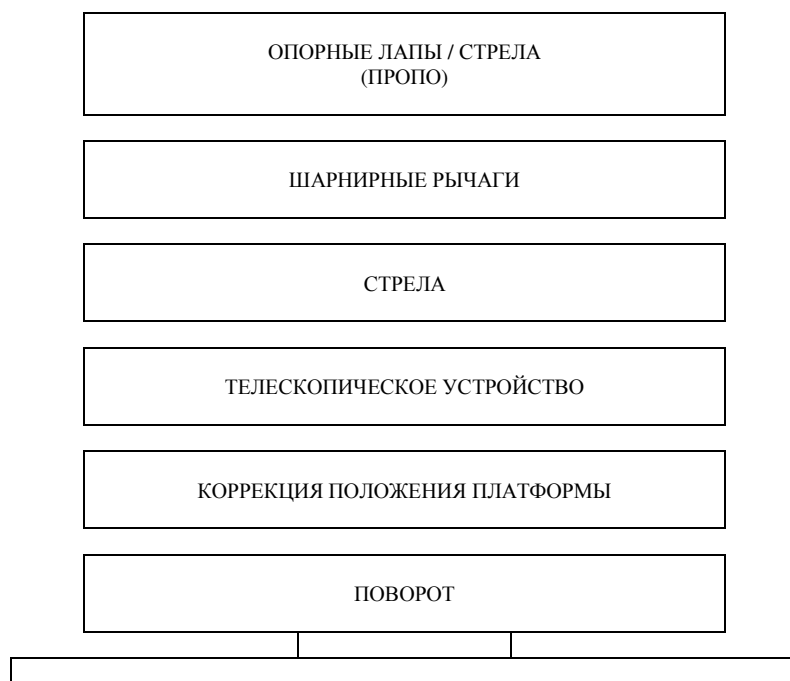 ОПОРНЫЕ ЛАПЫ / СТРЕЛА
(ПРОПО)
ШАРНИРНЫЕ РЫЧАГИ
СТРЕЛА
ТЕЛЕСКОПИЧЕСКОЕ УСТРОЙСТВО
КОРРЕКЦИЯ ПОЛОЖЕНИЯ ПЛАТФОРМЫ
ПОВОРОТ